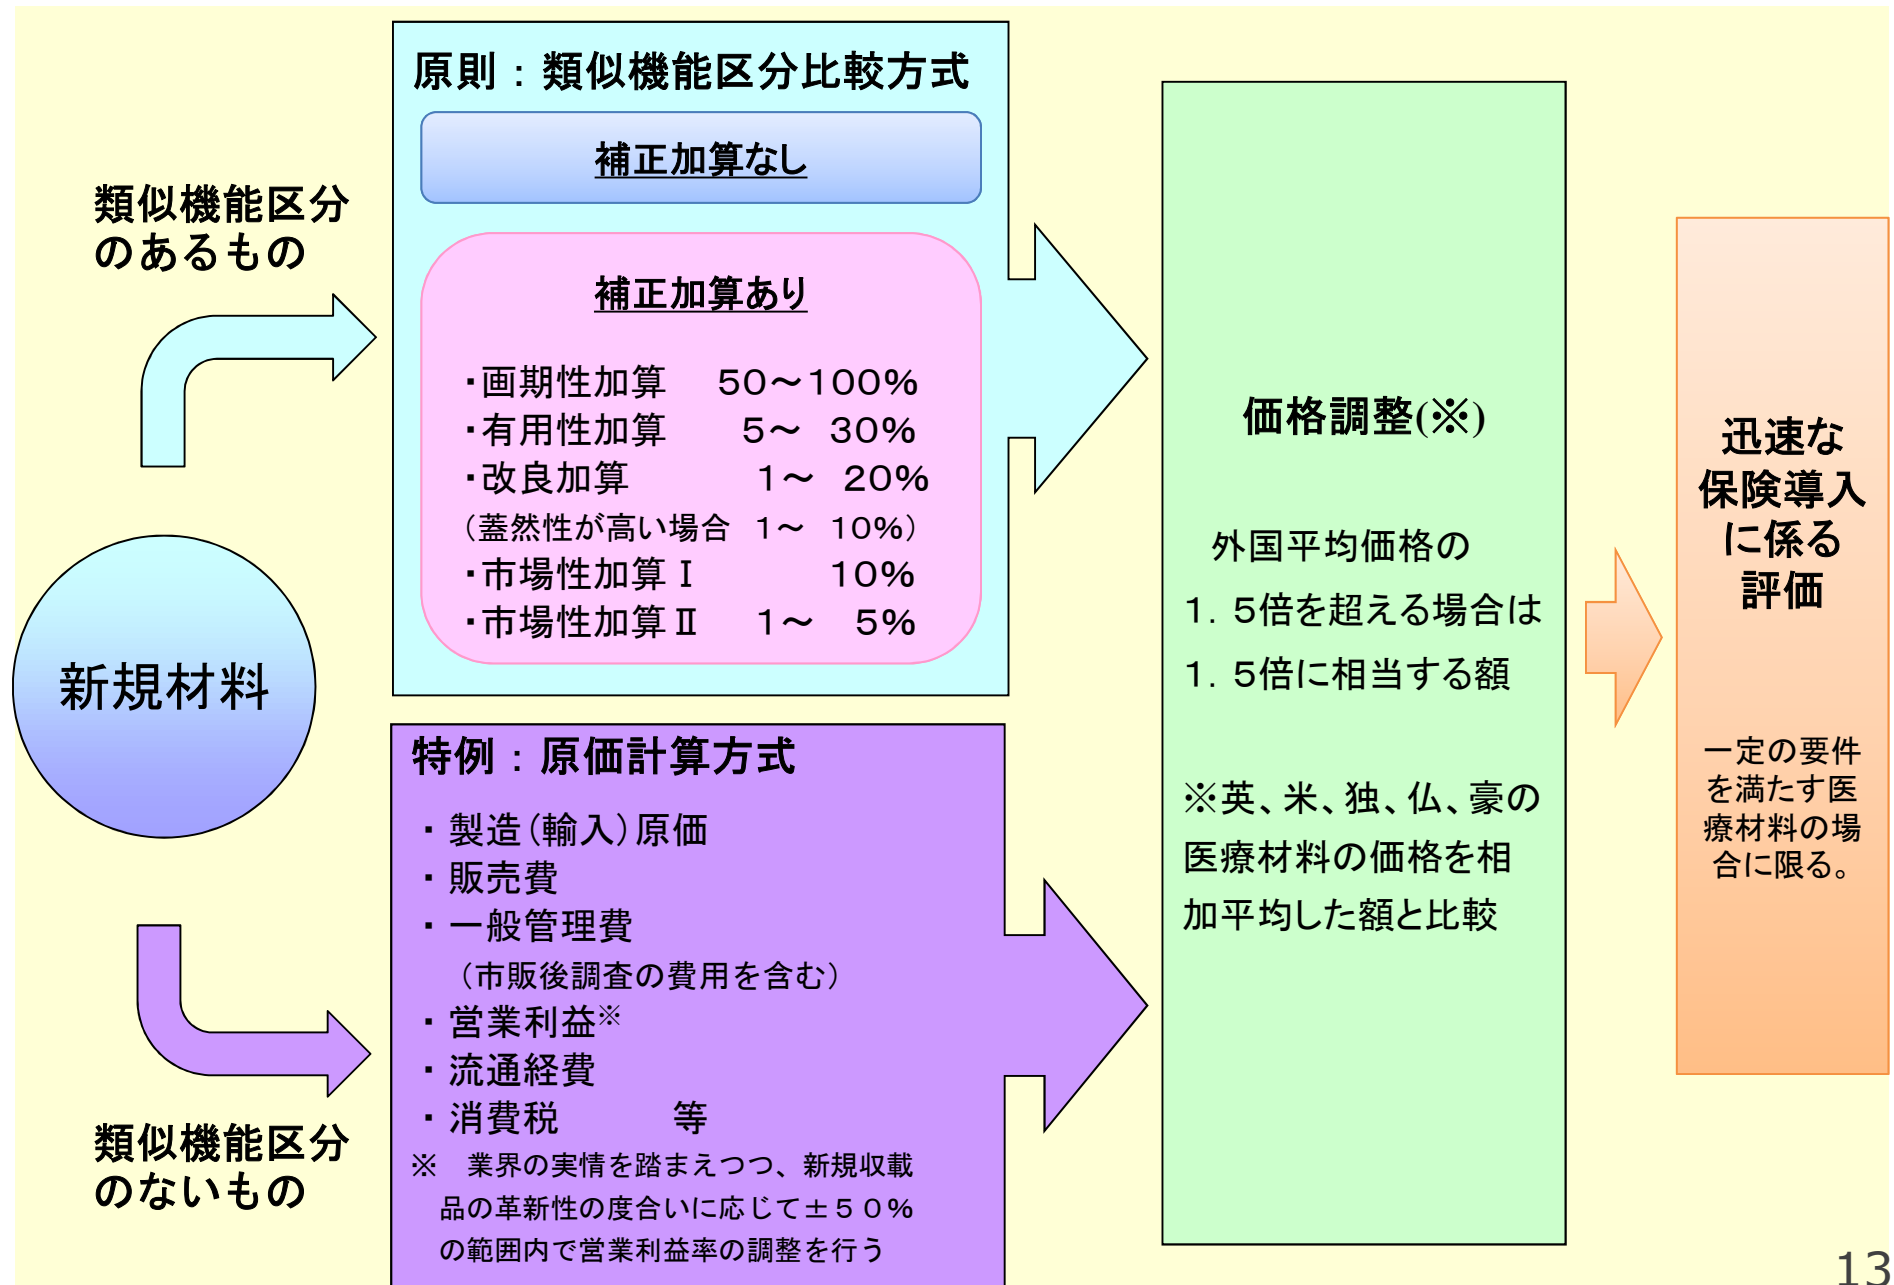 新規材料
類似機能区分
のあるもの
原則：類似機能区分比較方式
補正加算なし
補正加算あり
・画期性加算　50～100%
・有用性加算　5～　30%
・改良加算　1～　20%
（蓋然性が高い場合　1～　10%）
・市場性加算Ⅰ　10%
・市場性加算Ⅱ　1～　5%
類似機能区分
のないもの
特例：原価計算方式
・製造（輸入）原価
・販売費
・一般管理費
（市販後調査の費用を含む）
・営業利益※
・流通経費
・消費税　等
※　業界の実情を踏まえつつ、新規収載
品の革新性の度合いに応じて±５０%
の範囲内で営業利益率の調整を行う
価格調整(※)
外国平均価格の
１．５倍を超える場合は
１．５倍に相当する額
※英、米、独、仏、豪の
医療材料の価格を相
加平均した額と比較
迅速な
保険導入
に係る
評価
一定の要件
を満たす医
療材料の場
合に限る。
13